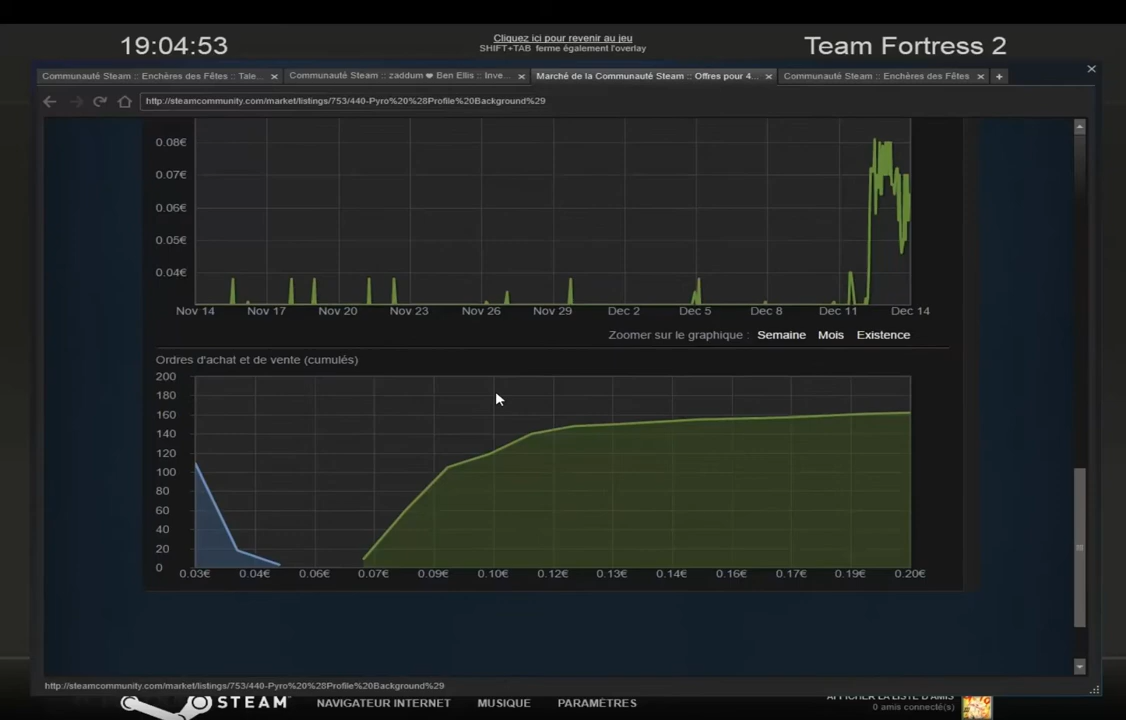 19:04:53
Cliquez ici pour revenir au jeu
SHIFT+TAB ferme également l'overlay
Team Fortress 2
Communauté Steam :: Enchères des Fêtes :: Tale...
Communauté Steam :: zaddum ❤ Ben Ellis :: Inve...
Marché de la Communauté Steam :: Offres pour 4...
Communauté Steam :: Enchères des Fêtes
http://steamcommunity.com/market/listings/753/440-Pyro%20%28Profile%20Background%29
0.08€
0.07€
0.06€
0.05€
0.04€
Nov 14 Nov 17 Nov 20 Nov 23 Nov 26 Nov 29 Dec 2 Dec 5 Dec 8 Dec 11 Dec 14
Zoomer sur le graphique : Semaine Mois Existence
Ordres d'achat et de vente (cumulés)
200
180
160
140
120
100
80
60
40
20
0
0.03€ 0.04€ 0.06€ 0.07€ 0.09€ 0.10€ 0.12€ 0.13€ 0.14€ 0.16€ 0.17€ 0.19€ 0.20€
http://steamcommunity.com/market/listings/753/440-Pyro%20%28Profile%20Background%29
STEAM
NAVIGATEUR INTERNET
MUSIQUE
PARAMÈTRES
AFFICHER LA LISTE D'AMIS
0 amis connecté(s)